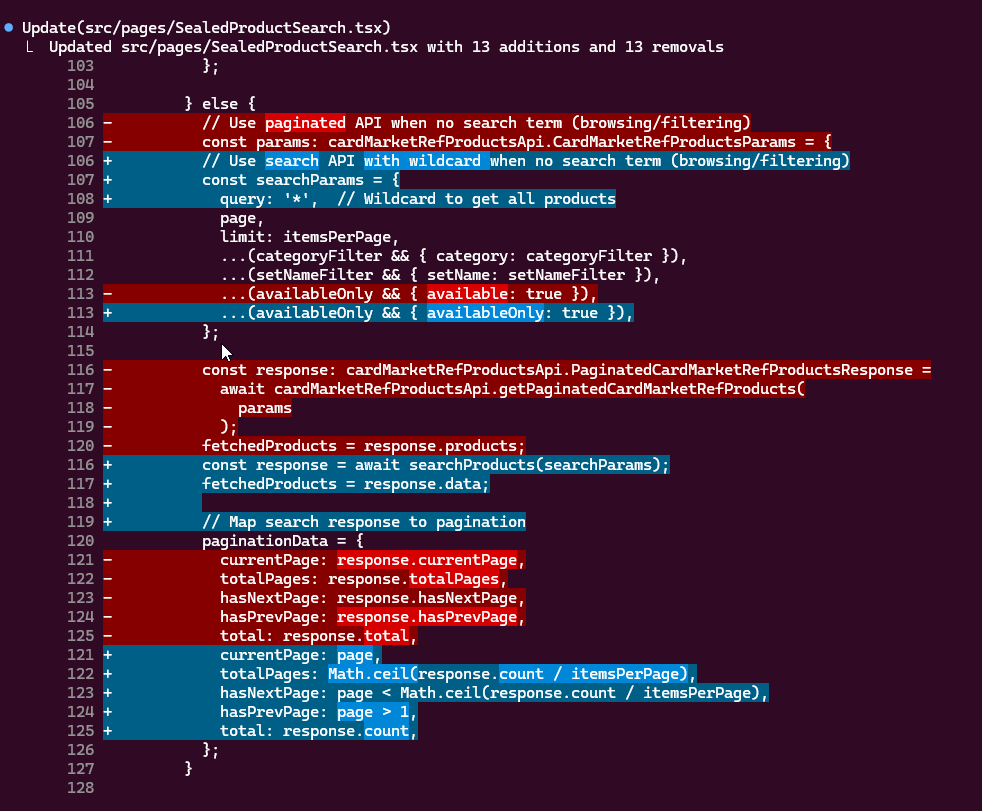 ● Update(src/pages/SealedProductSearch.tsx)
└ Updated src/pages/SealedProductSearch.tsx with 13 additions and 13 removals
103           };
104
105         } else {
106 -         // Use paginated API when no search term (browsing/filtering)
107 -         const params: cardMarketRefProductsApi.CardMarketRefProductsParams = {
106 +         // Use search API with wildcard when no search term (browsing/filtering)
107 +         const searchParams = {
108 +           query: '*',  // Wildcard to get all products
109             page,
110             limit: itemsPerPage,
111             ...(categoryFilter && { category: categoryFilter }),
112             ...(setNameFilter && { setName: setNameFilter }),
113 -           ...(availableOnly && { available: true }),
113 +           ...(availableOnly && { availableOnly: true }),
114           };
115
116 -         const response: cardMarketRefProductsApi.PaginatedCardMarketRefProductsResponse =
117 -           await cardMarketRefProductsApi.getPaginatedCardMarketRefProducts(
118 -             params
119 -           );
120 -         fetchedProducts = response.products;
116 +         const response = await searchProducts(searchParams);
117 +         fetchedProducts = response.data;
118 +
119 +         // Map search response to pagination
120           paginationData = {
121 -           currentPage: response.currentPage,
122 -           totalPages: response.totalPages,
123 -           hasNextPage: response.hasNextPage,
124 -           hasPrevPage: response.hasPrevPage,
125 -           total: response.total,
121 +           currentPage: page,
122 +           totalPages: Math.ceil(response.count / itemsPerPage),
123 +           hasNextPage: page < Math.ceil(response.count / itemsPerPage),
124 +           hasPrevPage: page > 1,
125 +           total: response.count,
126           };
127         }
128